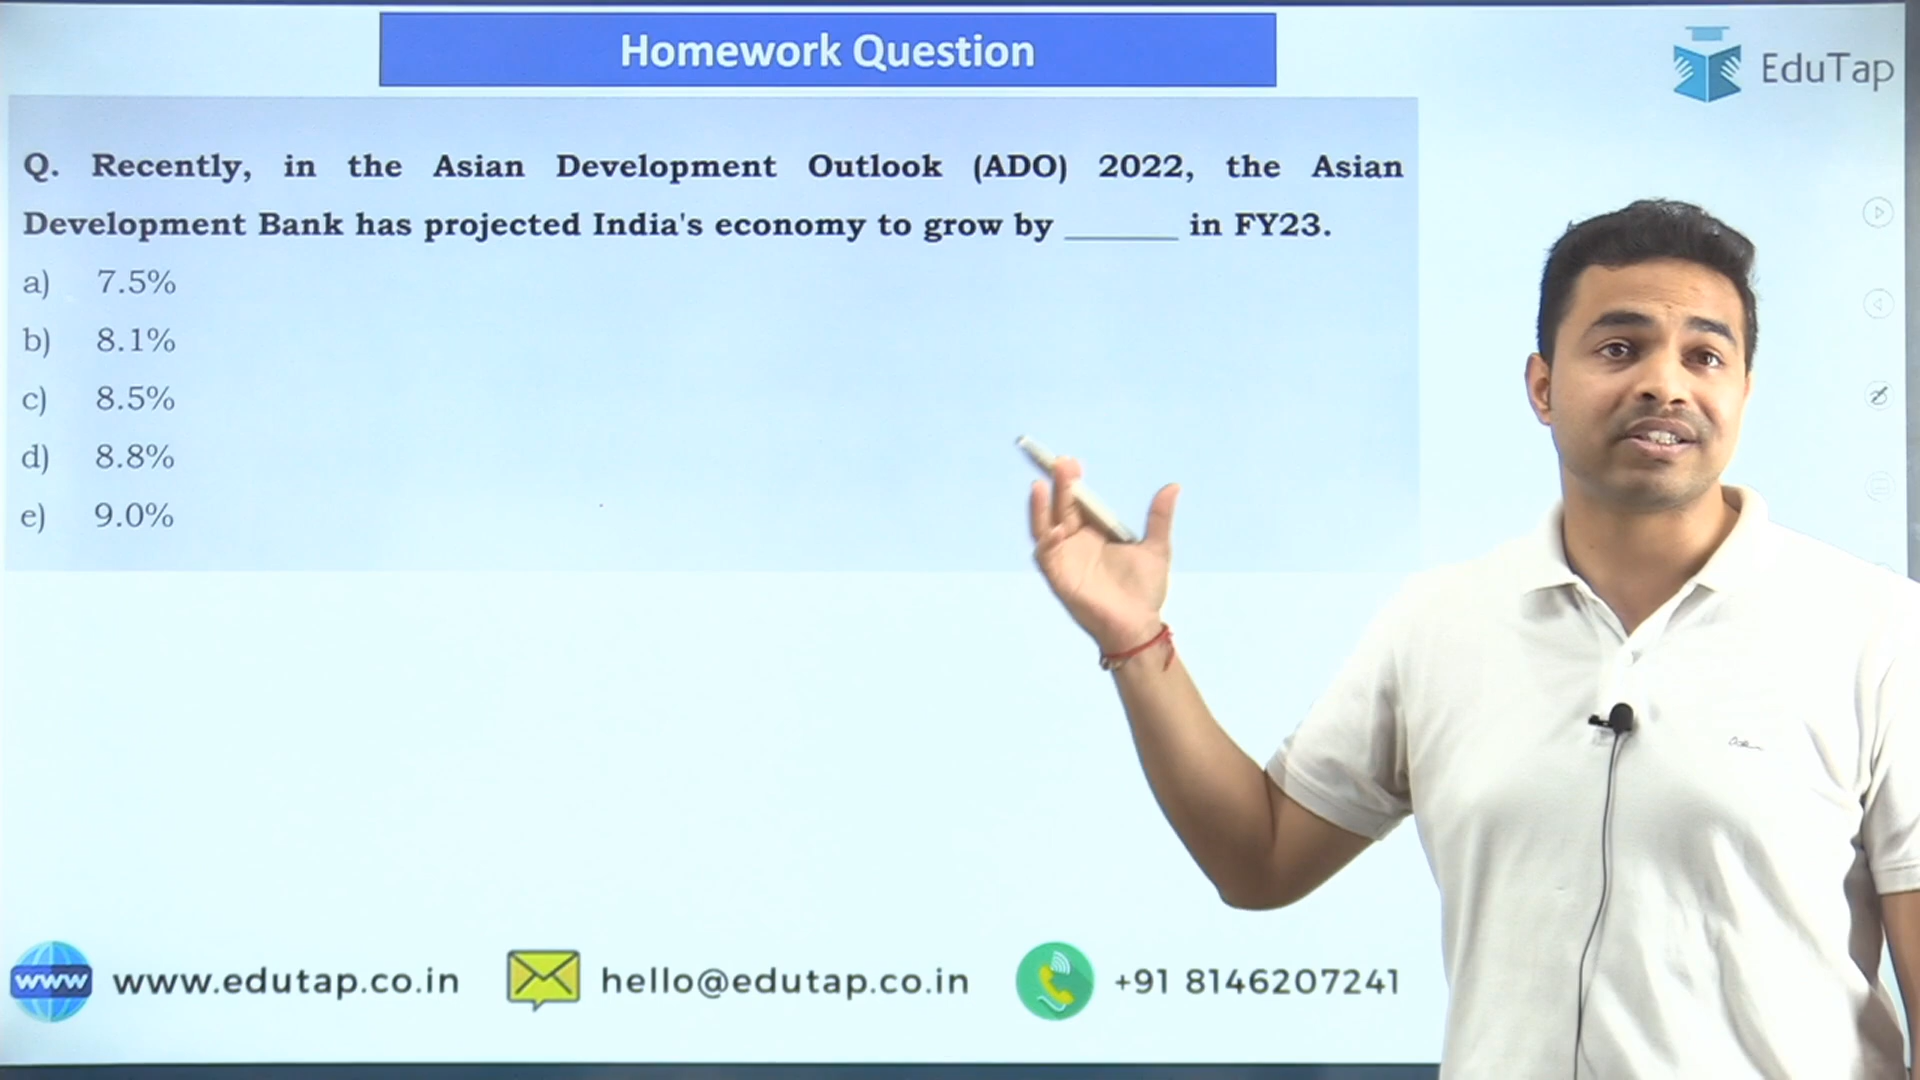 Homework Question
EduTap
Q. Recently, in the Asian Development Outlook (ADO) 2022, the Asian
Development Bank has projected India's economy to grow by ______ in FY23.
a) 7.5%
b) 8.1%
c) 8.5%
d) 8.8%
e) 9.0%
www www.edutap.co.in hello@edutap.co.in +91 8146207241